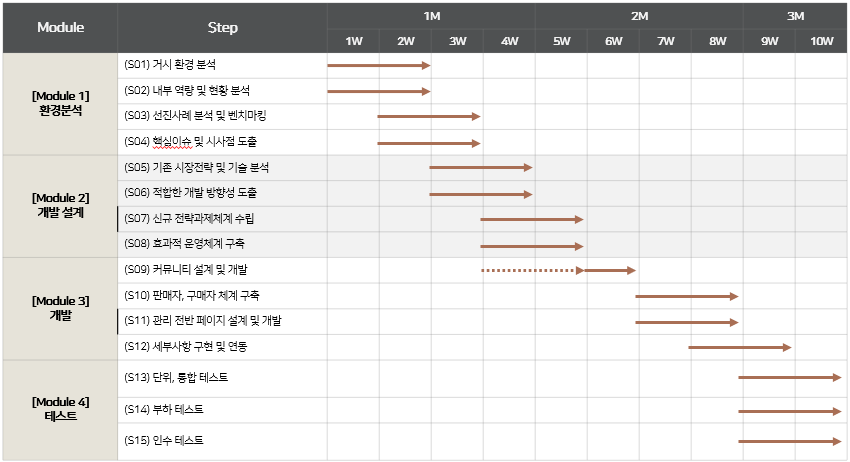 Module Step 1M 2M 3M
1W 2W 3W 4W 5W 6W 7W 8W 9W 10W
[Module 1]
환경분석
(S01) 거시 환경 분석
(S02) 내부 역량 및 현황 분석
(S03) 선진사례 분석 및 벤치마킹
(S04) 핵심이슈 및 시사점 도출
[Module 2]
개발 설계
(S05) 기존 시장전략 및 기술 분석
(S06) 적합한 개발 방향성 도출
(S07) 신규 전략과제체계 수립
(S08) 효과적 운영체계 구축
[Module 3]
개발
(S09) 커뮤니티 설계 및 개발
(S10) 판매자, 구매자 체계 구축
(S11) 관리 전반 페이지 설계 및 개발
(S12) 세부사항 구현 및 연동
[Module 4]
테스트
(S13) 단위, 통합 테스트
(S14) 부하 테스트
(S15) 인수 테스트